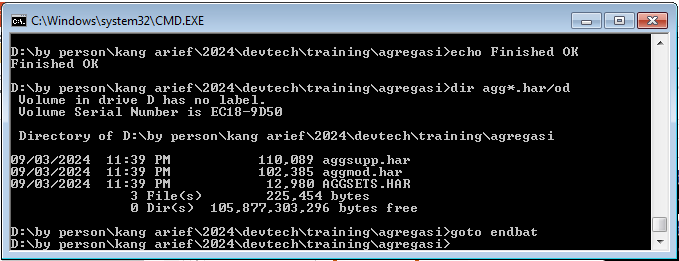 C:\Windows\system32\CMD.EXE
D:\by person\kang arief\2024\devtech\training\agregasi>echo Finished OK
Finished OK
D:\by person\kang arief\2024\devtech\training\agregasi>dir agg*.har/od
Volume in drive D has no label.
Volume Serial Number is EC18-9D50
Directory of D:\by person\kang arief\2024\devtech\training\agregasi
09/03/2024  11:39 PM           110,089 aggsupp.har
09/03/2024  11:39 PM           102,385 aggmod.har
09/03/2024  11:39 PM            12,980 AGGSETS.HAR
3 File(s)        225,454 bytes
0 Dir(s)  105,877,303,296 bytes free
D:\by person\kang arief\2024\devtech\training\agregasi>goto endbat
D:\by person\kang arief\2024\devtech\training\agregasi>